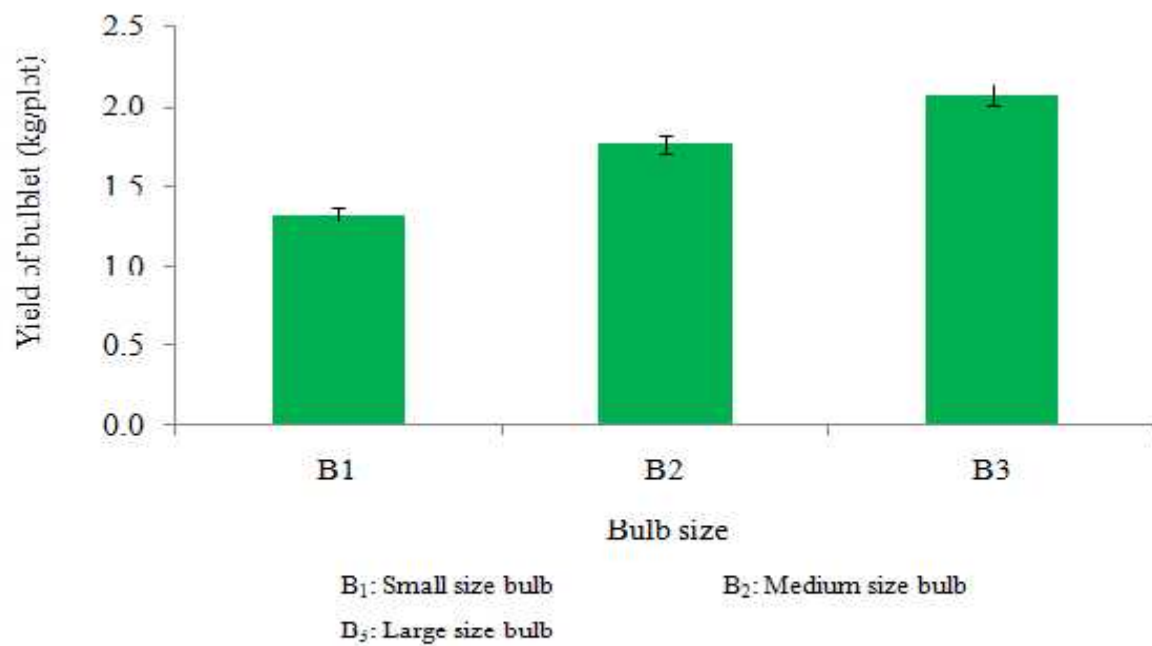 Yield of bulblet (kg/plot)
2.5
2.0
1.5
1.0
0.5
0.0
B1 B2 B3
Bulb size
B₁: Small size bulb B₂: Medium size bulb
B₃: Large size bulb